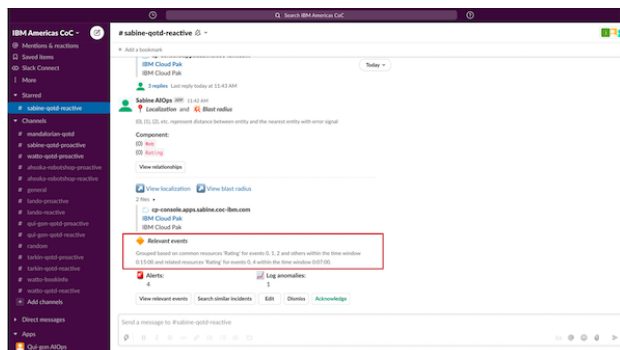 Search IBM Americas CoC
IBM Americas CoC
Mentions & reactions
Saved items
Slack Connect
More
Starred
# sabine-qotd-reactive
Channels
# mandalorian-qotd
# sabine-qotd-proactive
# watto-qotd-proactive
# ahsoka-robotshop-proactive
# ahsoka-robotshop-reactive
# general
# lando-proactive
# lando-reactive
# qui-gon-qotd-proactive
# qui-gon-qotd-reactive
# random
# tarkin-qotd-proactive
# tarkin-qotd-reactive
# watto-bookinfo
# watto-qotd-reactive
+ Add channels
Direct messages
Apps
Qui-gon AIOps
# sabine-qotd-reactive
+ Add a bookmark
Today
IBM Cloud Pak
IBM Cloud Pak
3 replies Last reply today at 11:43 AM
Sabine AIOps APP 11:42 AM
Localization and Blast radius
(0), (1), (2), etc. represent distance between entity and the nearest entity with error signal
Component:
(0) Rating
View relationships
View localization View blast radius
2 files
cp-console.apps.sabine.coc-ibm.com
IBM Cloud Pak
IBM Cloud Pak
Relevant events
Grouped based on common resources 'Rating' for events 0, 1, 2 and others within the time window
0:15:00 and related resources 'Rating' for events 0, 4 within the time window 0:07:00.
Alerts: Log anomalies:
4 1
View relevant events Search similar incidents Edit Dismiss Acknowledge
Send a message to #sabine-qotd-reactive